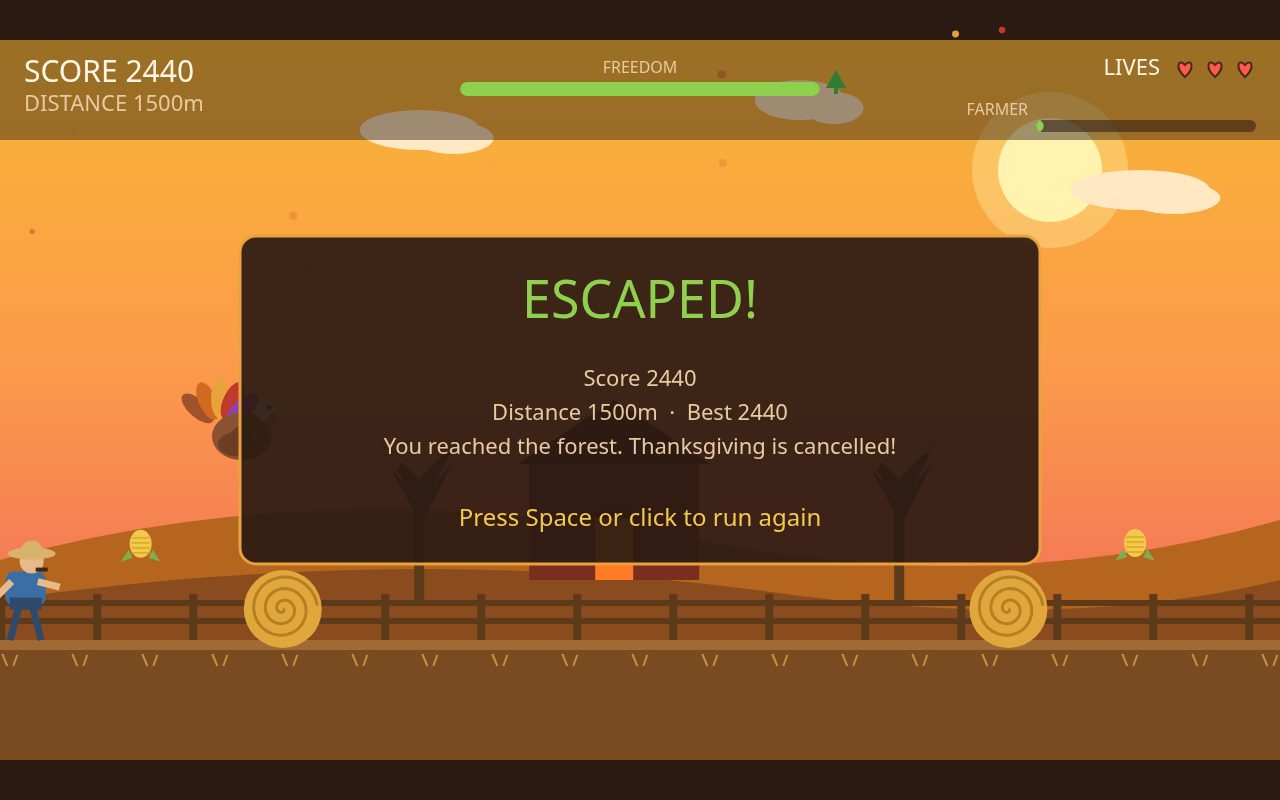 SCORE 2440
DISTANCE 1500m
FREEDOM
LIVES
FARMER
ESCAPED!
Score 2440
Distance 1500m · Best 2440
You reached the forest. Thanksgiving is cancelled!
Press Space or click to run again